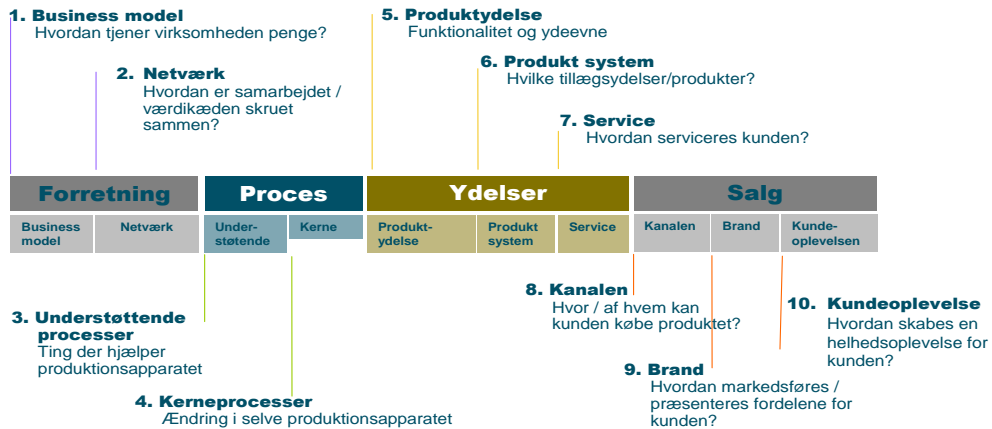 1. Business model
Hvordan tjener virksomheden penge?
2. Netværk
Hvordan er samarbejdet /
værdikæden skruet
sammen?
5. Produktydelse
Funktionalitet og ydeevne
6. Produkt system
Hvilke tillægsydelser/produkter?
7. Service
Hvordan serviceres kunden?
Forretning
Proces
Ydelser
Salg
Business
model
Netværk
Under-
støtende
Kerne
Produkt-
ydelse
Produkt
system
Service
Kanalen
Brand
Kunde-
oplevelsen
3. Understøttende
processer
Ting der hjælper
produktionsapparatet
4. Kerneprocesser
Ændring i selve produktionsapparatet
8. Kanalen
Hvor / af hvem kan
kunden købe produktet?
9. Brand
Hvordan markedsføres /
præsenteres fordelene for
kunden?
10. Kundeoplevelse
Hvordan skabes en
helhedsoplevelse for
kunden?